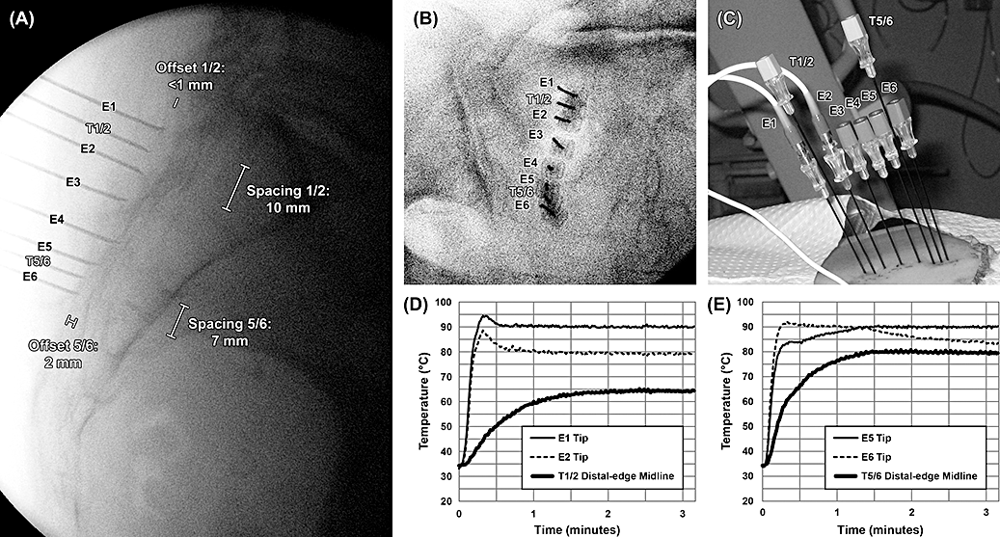 (A)
Offset 1/2:
<1 mm
E1
T1/2
E2
E3
E4
E5
T5/6
E6
Spacing 1/2:
10 mm
Spacing 5/6:
7 mm
Offset 5/6:
2 mm
(B)
E1
T1/2
E2
E3
E4
E5
T5/6
E6
(C)
T5/6
T1/2
E1
E2
E3
E4
E5
E6
(D)
Temperature (°C)
100
90
80
70
60
50
40
30
20
E1 Tip
E2 Tip
T1/2 Distal-edge Midline
0 1 2 3
Time (minutes)
(E)
Temperature (°C)
100
90
80
70
60
50
40
30
20
E5 Tip
E6 Tip
T5/6 Distal-edge Midline
0 1 2 3
Time (minutes)